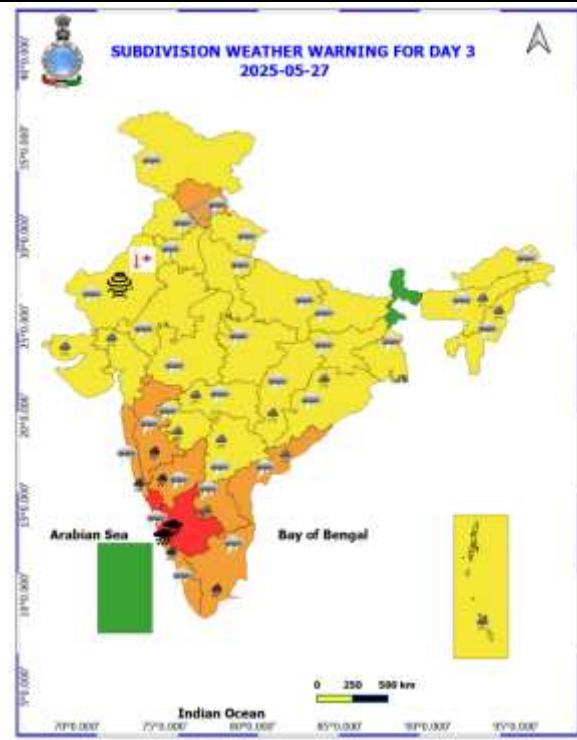 SUBDIVISION WEATHER WARNING FOR DAY 3
2025-05-27
Arabian Sea
Bay of Bengal
0 250 500 km
Indian Ocean
70°0.000' 75°0.000' 80°0.000' 85°0.000' 90°0.000' 95°0.000'